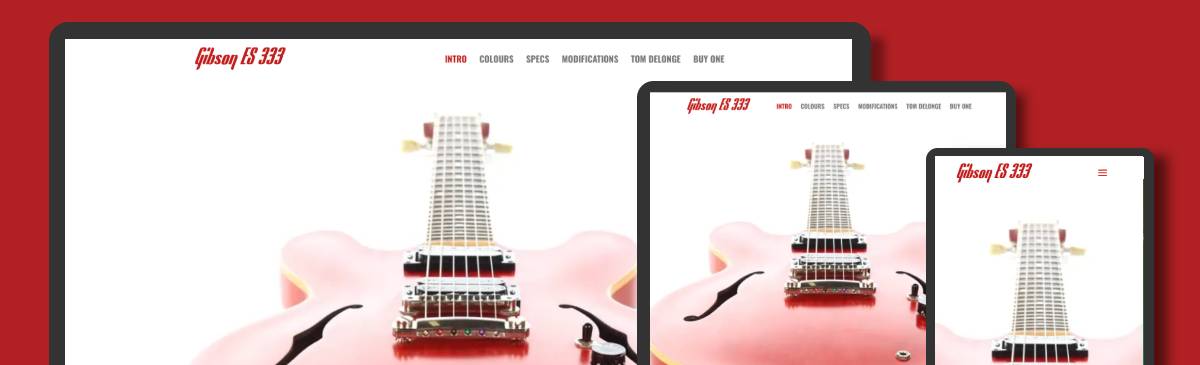 Gibson ES 333
INTRO COLOURS SPECS MODIFICATIONS TOM DELONGE BUY ONE
Gibson ES 333
INTRO COLOURS SPECS MODIFICATIONS TOM DELONGE BUY ONE
Gibson ES 333